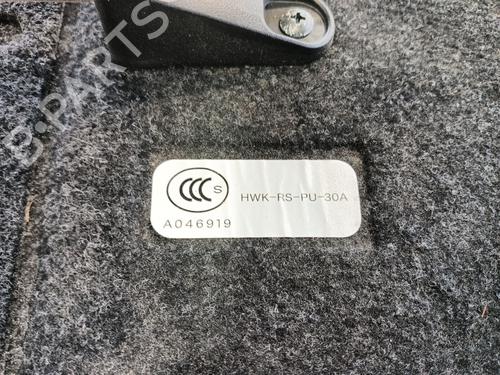 B-PARTS
CCC S
HWK-RS-PU-30A
A046919